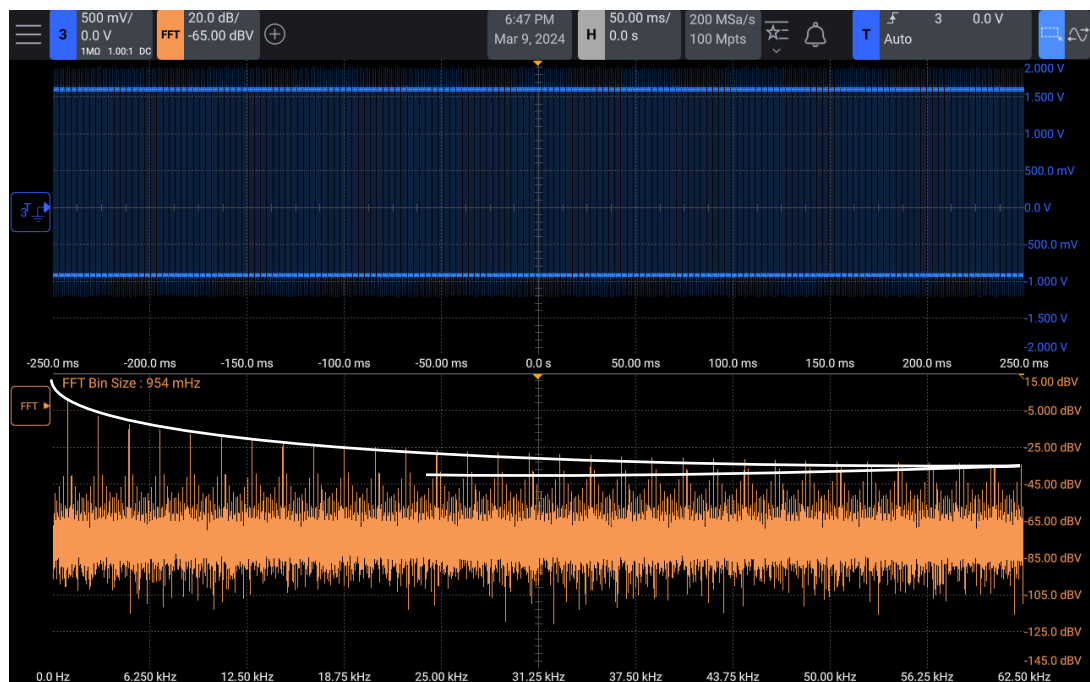 500 mV/ 20.0 dB/ 6:47 PM 50.00 ms/ 200 MSa/s 3 0.0 V
3 0.0 V FFT -65.00 dBV Mar 9, 2024 H 0.0 s 100 Mpts T Auto
1MΩ 1.00:1 DC
2.000 V
1.500 V
1.000 V
500.0 mV
3 T 0.0 V
-500.0 mV
-1.000 V
-1.500 V
-2.000 V
-250.0 ms -200.0 ms -150.0 ms -100.0 ms -50.00 ms 0.0 s 50.00 ms 100.0 ms 150.0 ms 200.0 ms 250.0 ms
FFT Bin Size : 954 mHz 15.00 dBV
FFT -5.000 dBV
-25.00 dBV
-45.00 dBV
-65.00 dBV
-85.00 dBV
-105.0 dBV
-125.0 dBV
-145.0 dBV
0.0 Hz 6.250 kHz 12.50 kHz 18.75 kHz 25.00 kHz 31.25 kHz 37.50 kHz 43.75 kHz 50.00 kHz 56.25 kHz 62.50 kHz